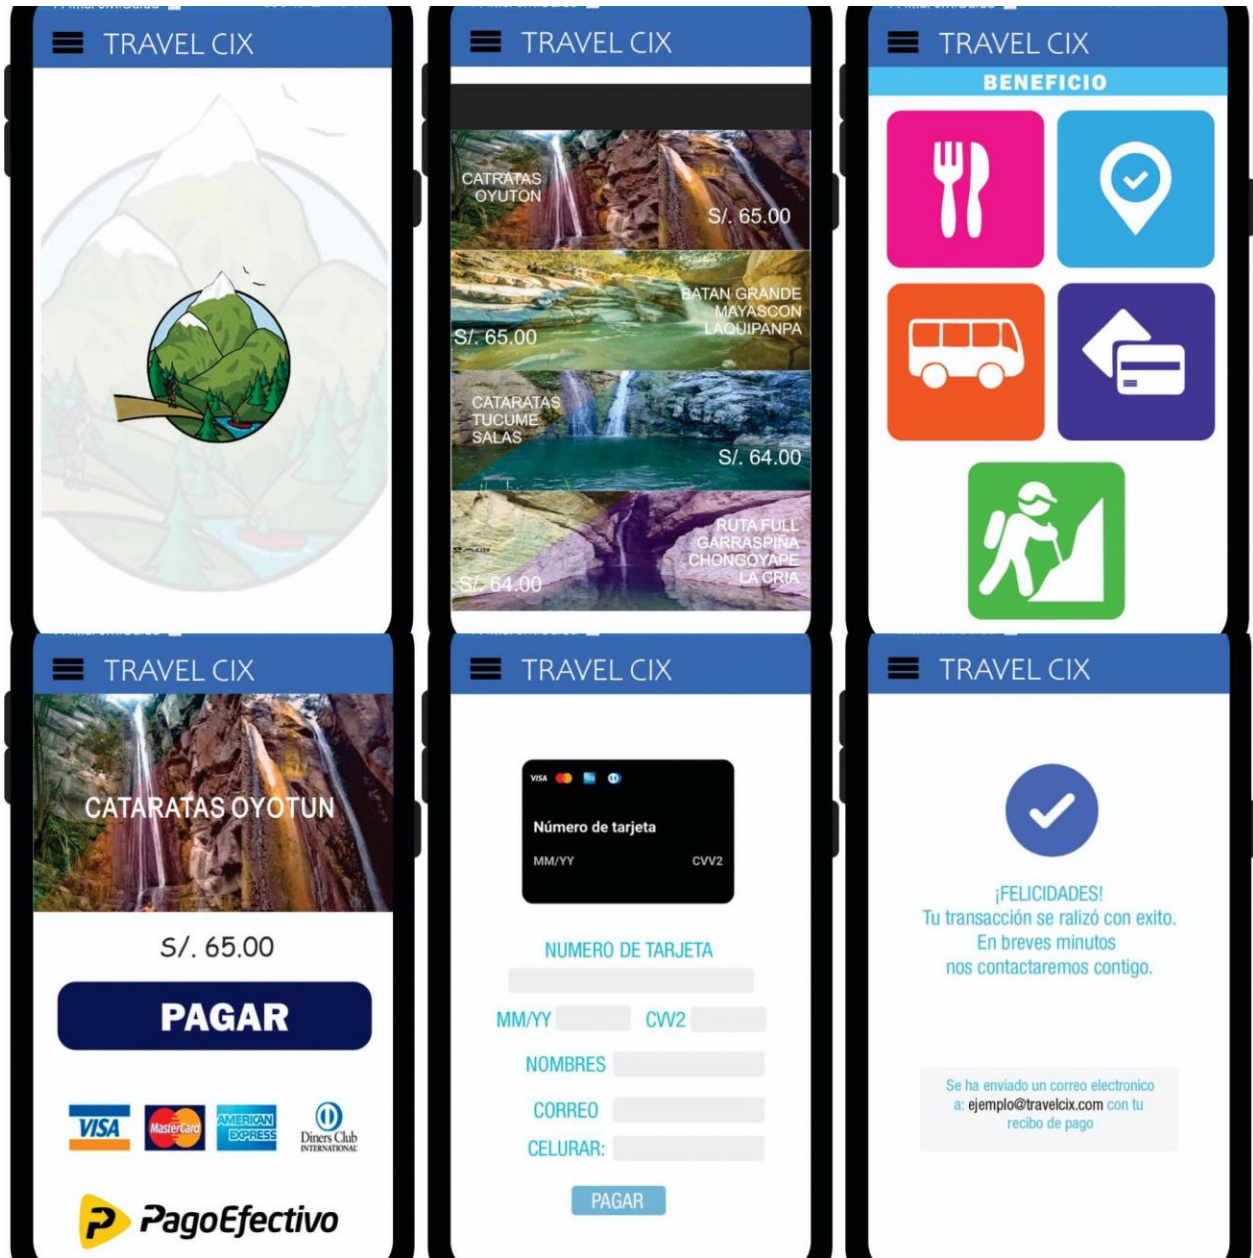 TRAVEL CIX
TRAVEL CIX
CATRATAS
OYUTON
S/. 65.00
BATAN GRANDE
MAYASCON
LAQUIPANPA
S/. 65.00
CATARATAS
TUCUME
SALAS
S/. 64.00
RUTA FULL
GARRASPIÑA
CHONGOYAPE
LA CRIA
S/. 64.00
TRAVEL CIX
BENEFICIO
TRAVEL CIX
CATARATAS OYOTUN
S/. 65.00
PAGAR
VISA
MasterCard
AMERICAN
EXPRESS
Diners Club
INTERNATIONAL
PagoEfectivo
TRAVEL CIX
VISA
Número de tarjeta
MM/YY CVV2
NUMERO DE TARJETA
MM/YY CVV2
NOMBRES
CORREO
CELURAR:
PAGAR
TRAVEL CIX
¡FELICIDADES!
Tu transacción se ralizó con exito.
En breves minutos
nos contactaremos contigo.
Se ha enviado un correo electronico
a: ejemplo@travelcix.com con tu
recibo de pago